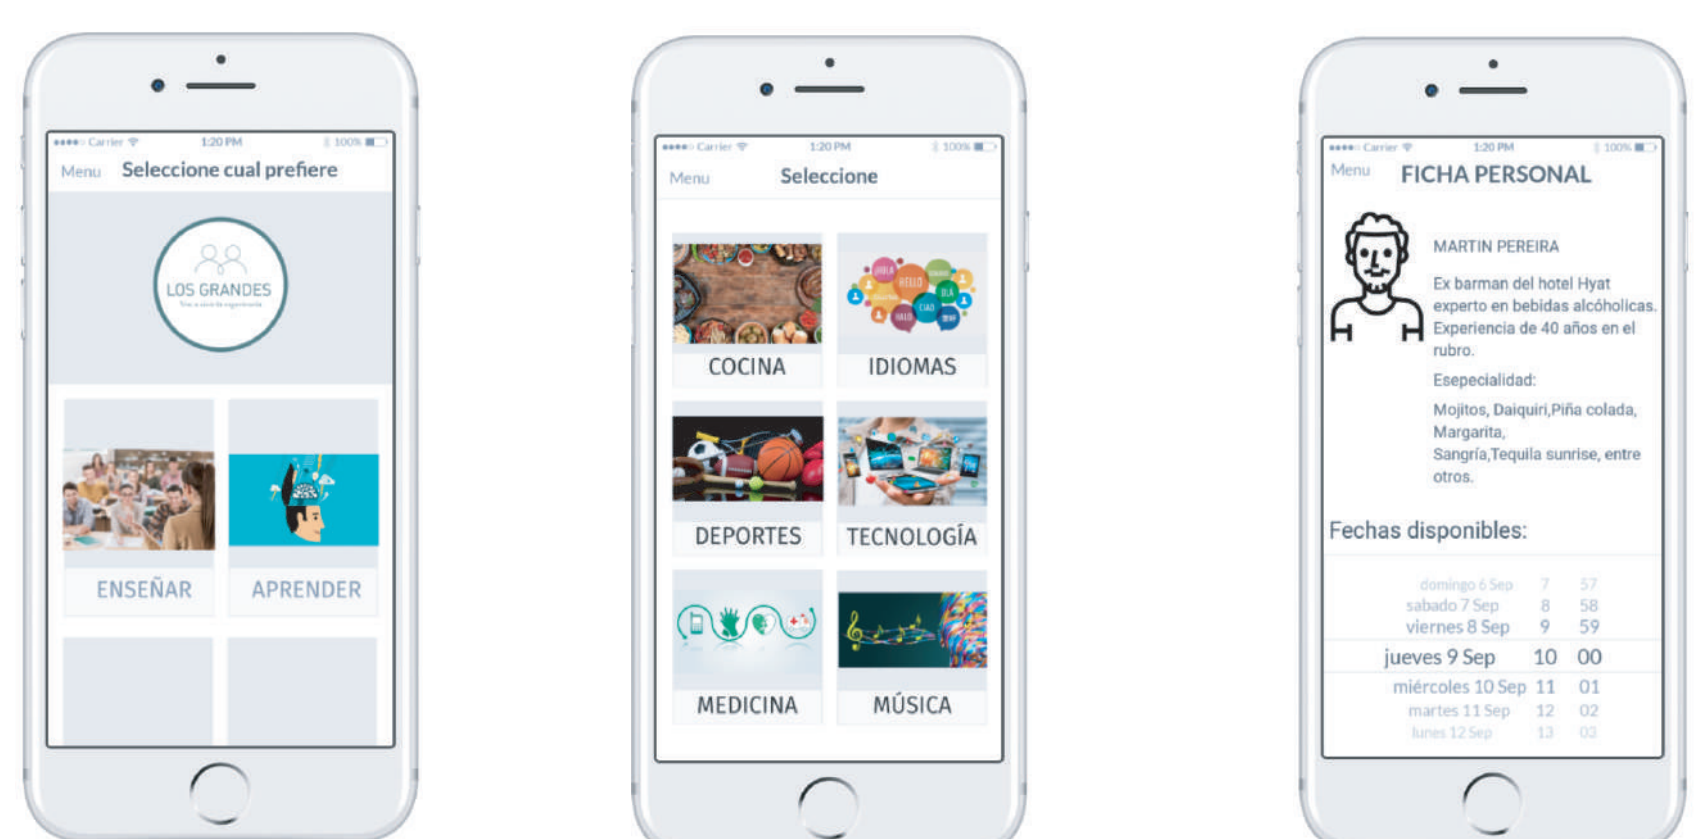 Carrier 1:20 PM 100%
Menu Seleccione cual prefiere
LOS GRANDES
ENSEÑAR APRENDER
Carrier 1:20 PM 100%
Menu Seleccione
HOLA
HELLO
OLÁ
CIAO
HALO
COCINA IDIOMAS
DEPORTES TECNOLOGÍA
MEDICINA MÚSICA
Carrier 1:20 PM 100%
Menu FICHA PERSONAL
MARTIN PEREIRA
Ex barman del hotel Hyat
experto en bebidas alcóholicas.
Experiencia de 40 años en el
rubro.
Esepecialidad:
Mojitos, Daiquiri,Piña colada,
Margarita,
Sangría,Tequila sunrise, entre
otros.
Fechas disponibles:
domingo 6 Sep 7 57
sabado 7 Sep 8 58
viernes 8 Sep 9 59
jueves 9 Sep 10 00
miércoles 10 Sep 11 01
martes 11 Sep 12 02
lunes 12 Sep 13 03